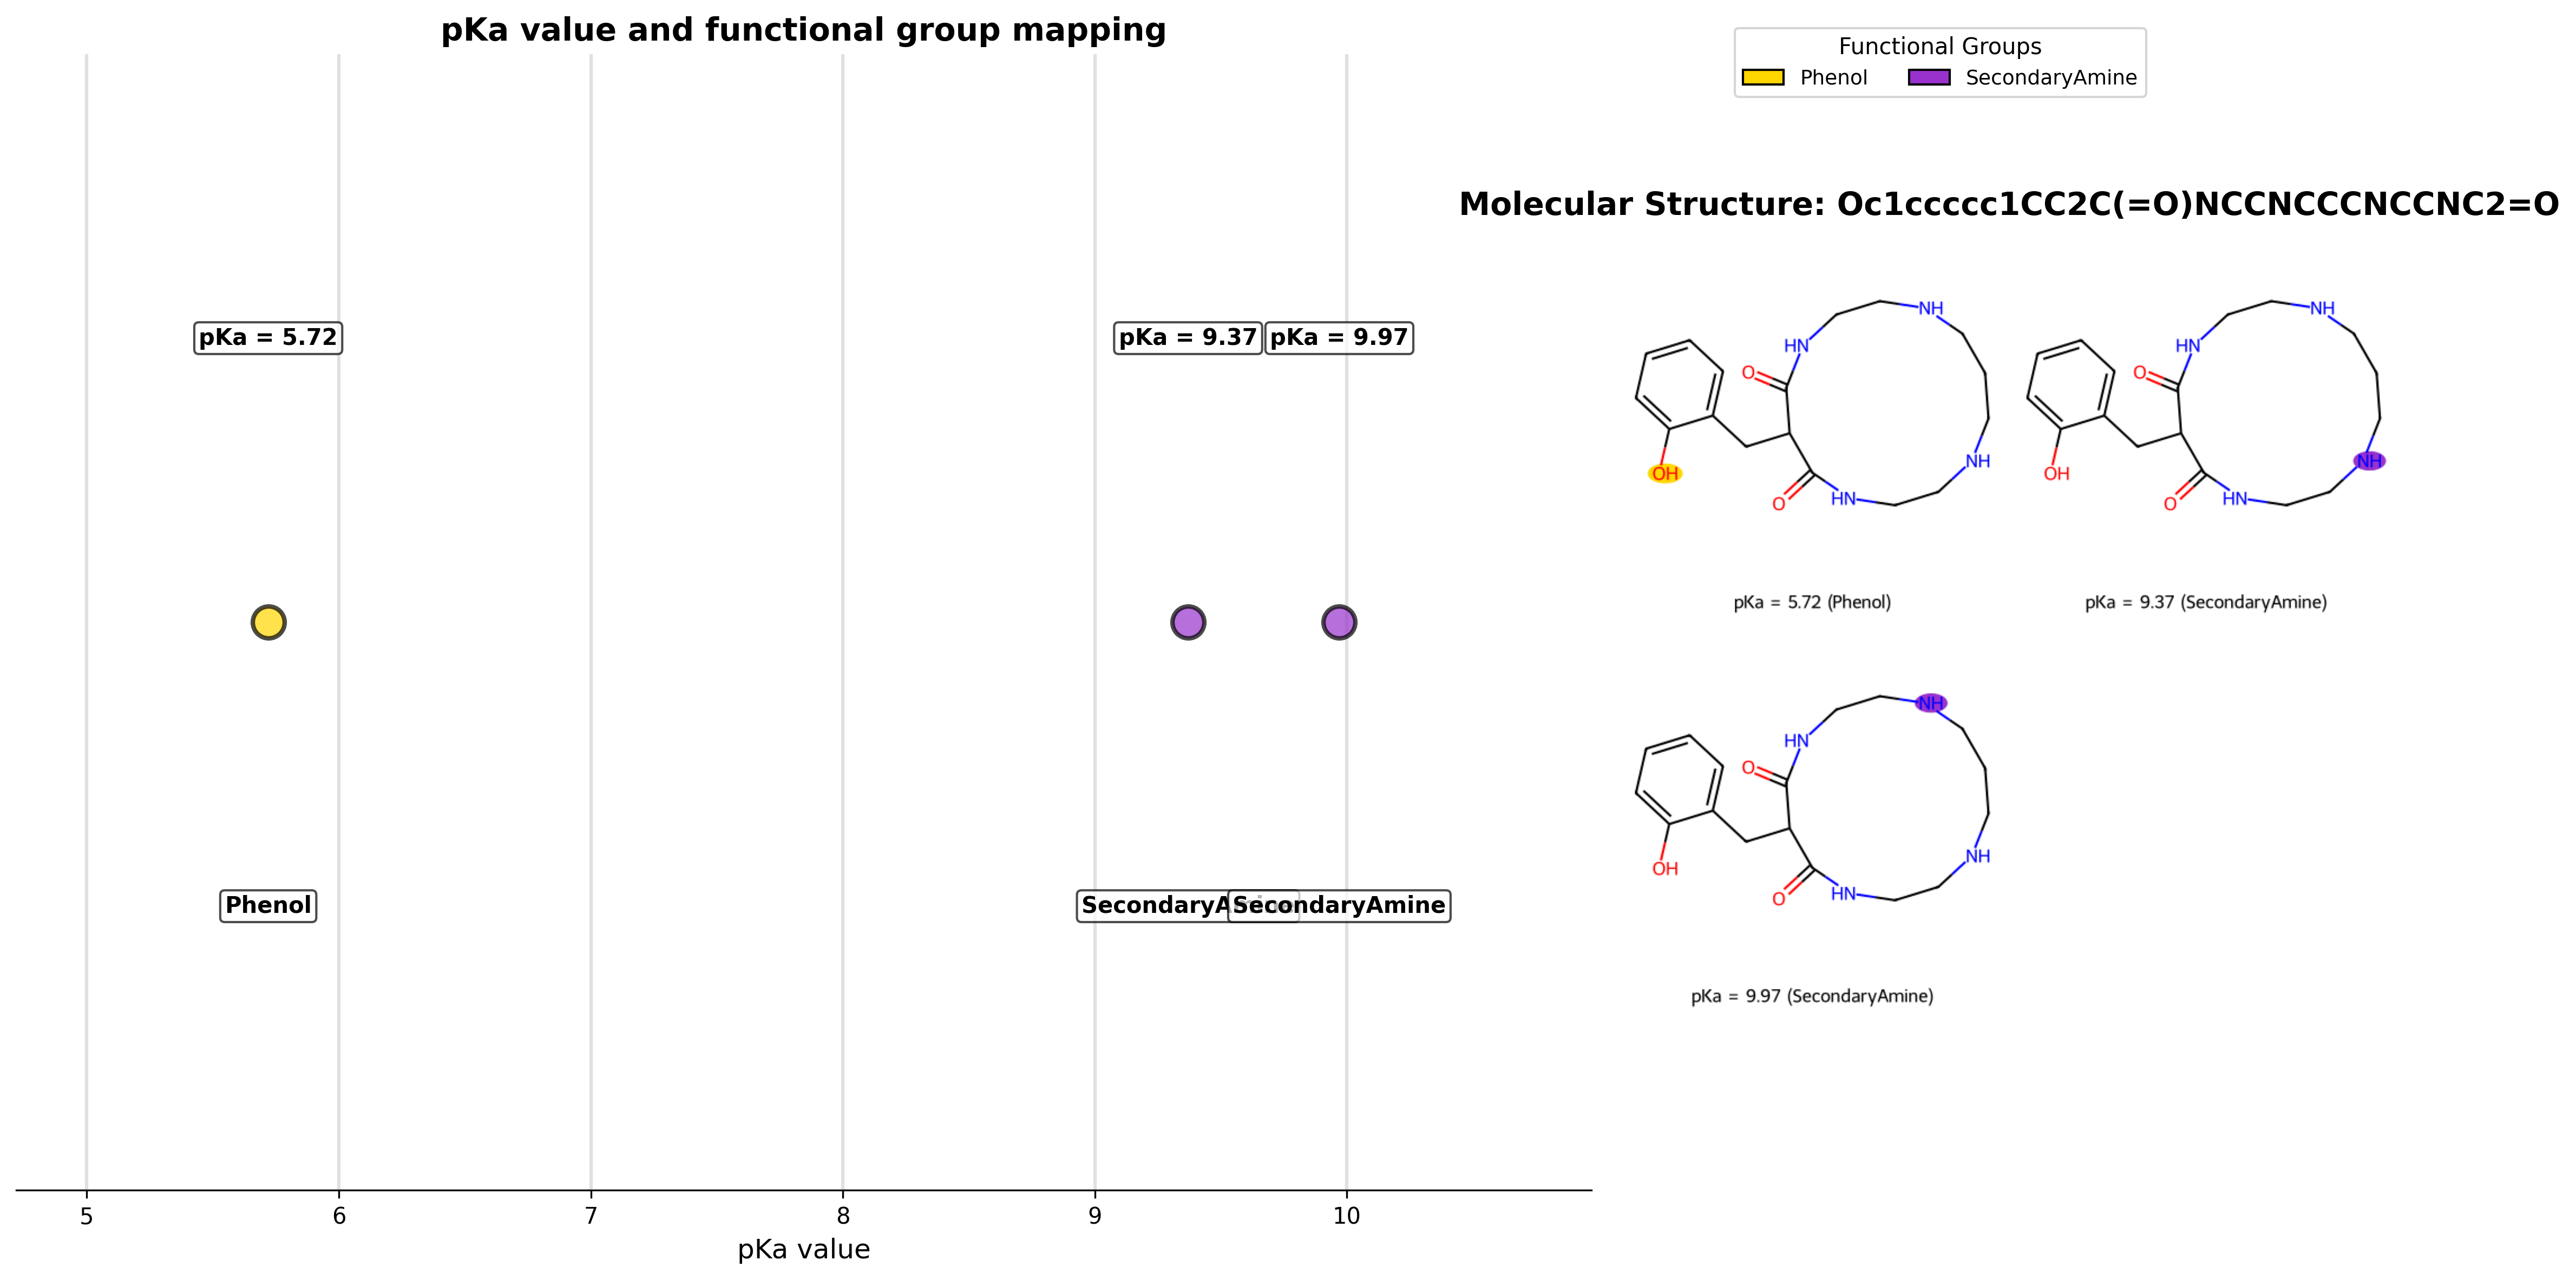 pKa value and functional group mapping
pKa = 5.72
pKa = 9.37
pKa = 9.97
Phenol
SecondaryAmine
SecondaryAmine
5
6
7
8
9
10
pKa value
Functional Groups
Phenol
SecondaryAmine
Molecular Structure: Oc1ccccc1CC2C(=O)NCCNCCCNCCNC2=O
NH
HN
O
OH
NH
HN
O
pKa = 5.72 (Phenol)
NH
HN
O
OH
NH
HN
O
pKa = 9.37 (SecondaryAmine)
NH
HN
O
OH
NH
HN
O
pKa = 9.97 (SecondaryAmine)